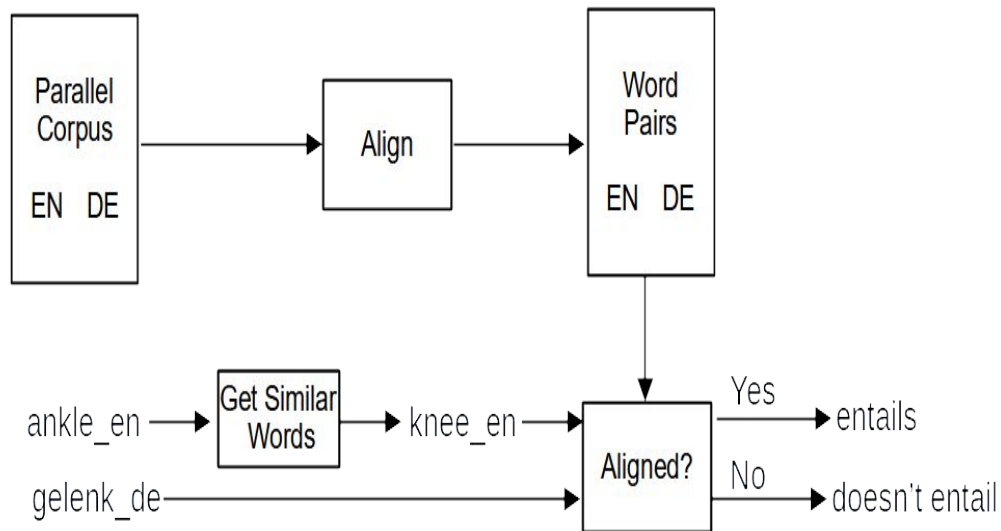 Parallel
Corpus
EN DE
Align
Word
Pairs
EN DE
ankle_en
Get Similar
Words
knee_en
gelenk_de
Aligned?
Yes
entails
No
doesn't entail